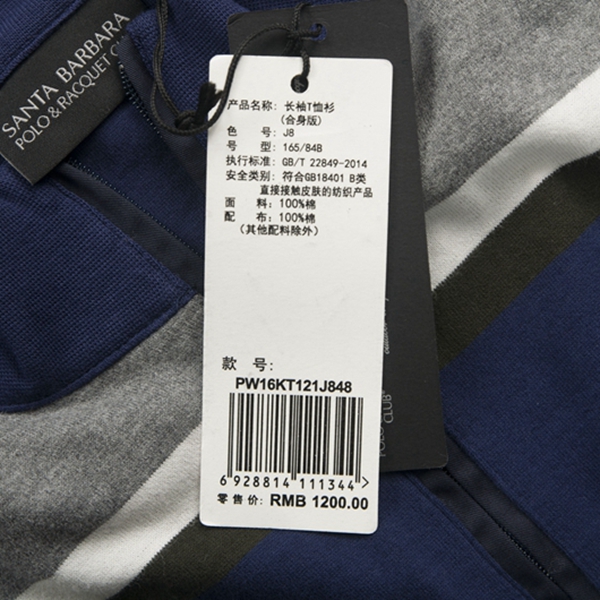 SANTA BARBARA
POLO & RACQUET
产品名称: 长袖T恤衫
(合身版)
色 号: J8
号 型: 165/84B
执行标准: GB/T 22849-2014
安全类别: 符合GB18401 B类
直接接触皮肤的纺织产品
面 料: 100%棉
配 布: 100%棉
(其他配料除外)
款 号:
PW16KT121J848
6 928814 111344 >
零售价: RMB 1200.00
POLO
CLUB